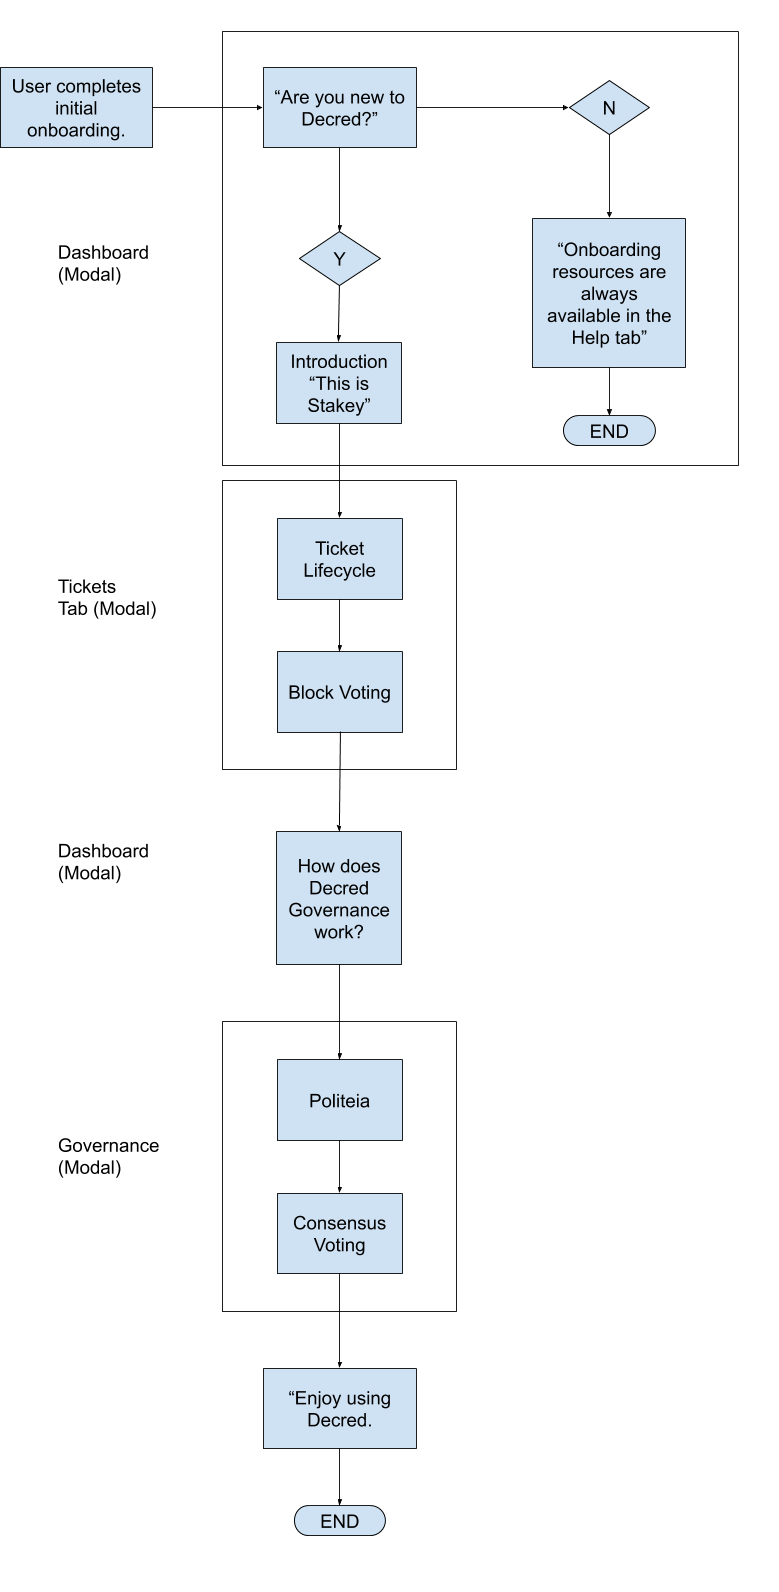 User completes
initial
onboarding.
“Are you new to
Decred?”
N
Dashboard
(Modal)
Y
“Onboarding
resources are
always
available in the
Help tab”
Introduction
“This is
Stakey”
END
Tickets
Tab (Modal)
Ticket
Lifecycle
Block Voting
Dashboard
(Modal)
How does
Decred
Governance
work?
Governance
(Modal)
Politeia
Consensus
Voting
“Enjoy using
Decred.
END